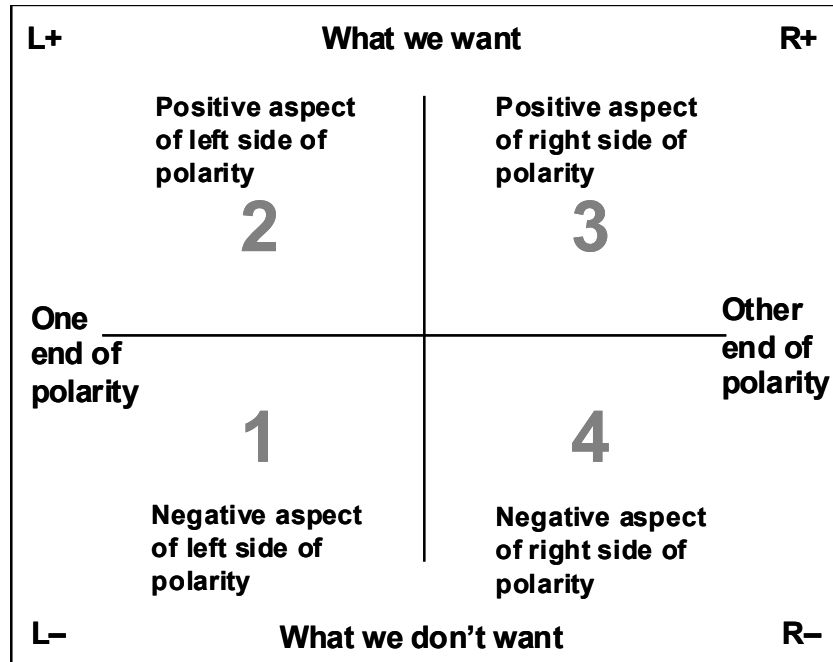 L+ What we want R+
Positive aspect
of left side of
polarity
Positive aspect
of right side of
polarity
2
3
One
end of
polarity
Other
end of
polarity
1
4
Negative aspect
of left side of
polarity
Negative aspect
of right side of
polarity
L– What we don’t want R–